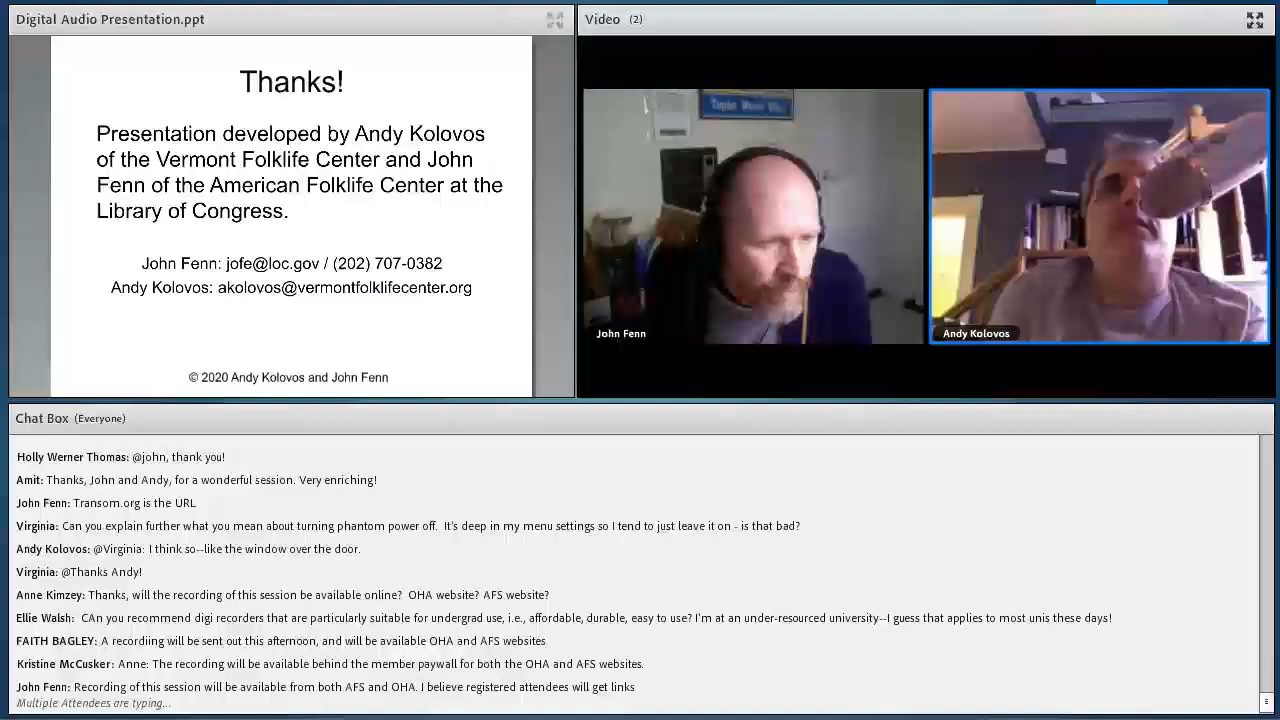 Digital Audio Presentation.ppt
Thanks!
Presentation developed by Andy Kolovos
of the Vermont Folklife Center and John
Fenn of the American Folklife Center at the
Library of Congress.
John Fenn: jofe@loc.gov / (202) 707-0382
Andy Kolovos: akolovos@vermontfolklifecenter.org
© 2020 Andy Kolovos and John Fenn
Video (2)
John Fenn
Andy Kolovos
Chat Box (Everyone)
Holly Werner Thomas: @john, thank you!
Amit: Thanks, John and Andy, for a wonderful session. Very enriching!
John Fenn: Transom.org is the URL
Virginia: Can you explain further what you mean about turning phantom power off. It's deep in my menu settings so I tend to just leave it on - is that bad?
Andy Kolovos: @Virginia: I think so--like the window over the door.
Virginia: @Thanks Andy!
Anne Kimzey: Thanks, will the recording of this session be available online? OHA website? AFS website?
Ellie Walsh: CAn you recommend digi recorders that are particularly suitable for undergrad use, i.e., affordable, durable, easy to use? I'm at an under-resourced university--I guess that applies to most unis these days!
FAITH BAGLEY: A recordiing will be sent out this afternoon, and will be available OHA and AFS websites
Kristine McCusker: Anne: The recording will be available behind the member paywall for both the OHA and AFS websites.
John Fenn: Recording of this session will be available from both AFS and OHA. I believe registered attendees will get links
Multiple Attendees are typing...